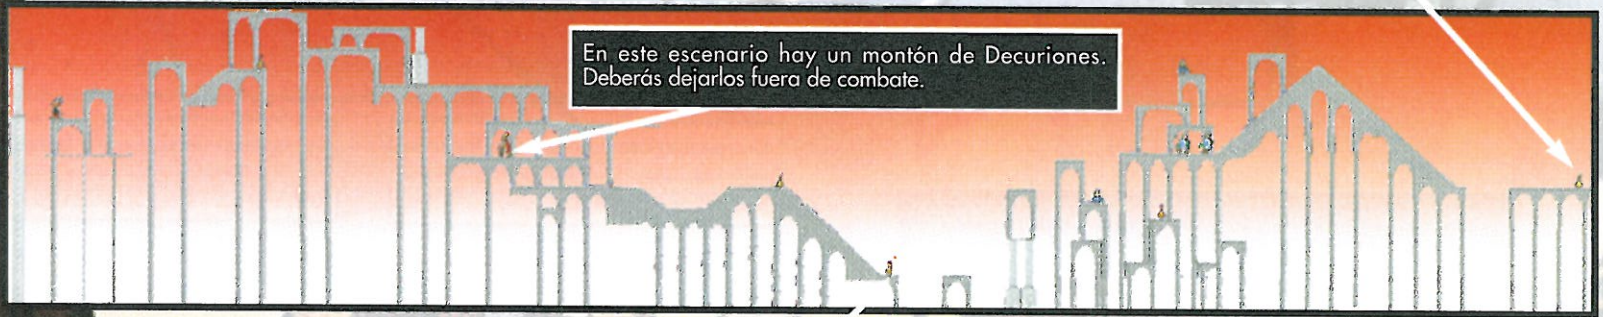 En este escenario hay un montón de Decuriones.
Deberás dejarlos fuera de combate.